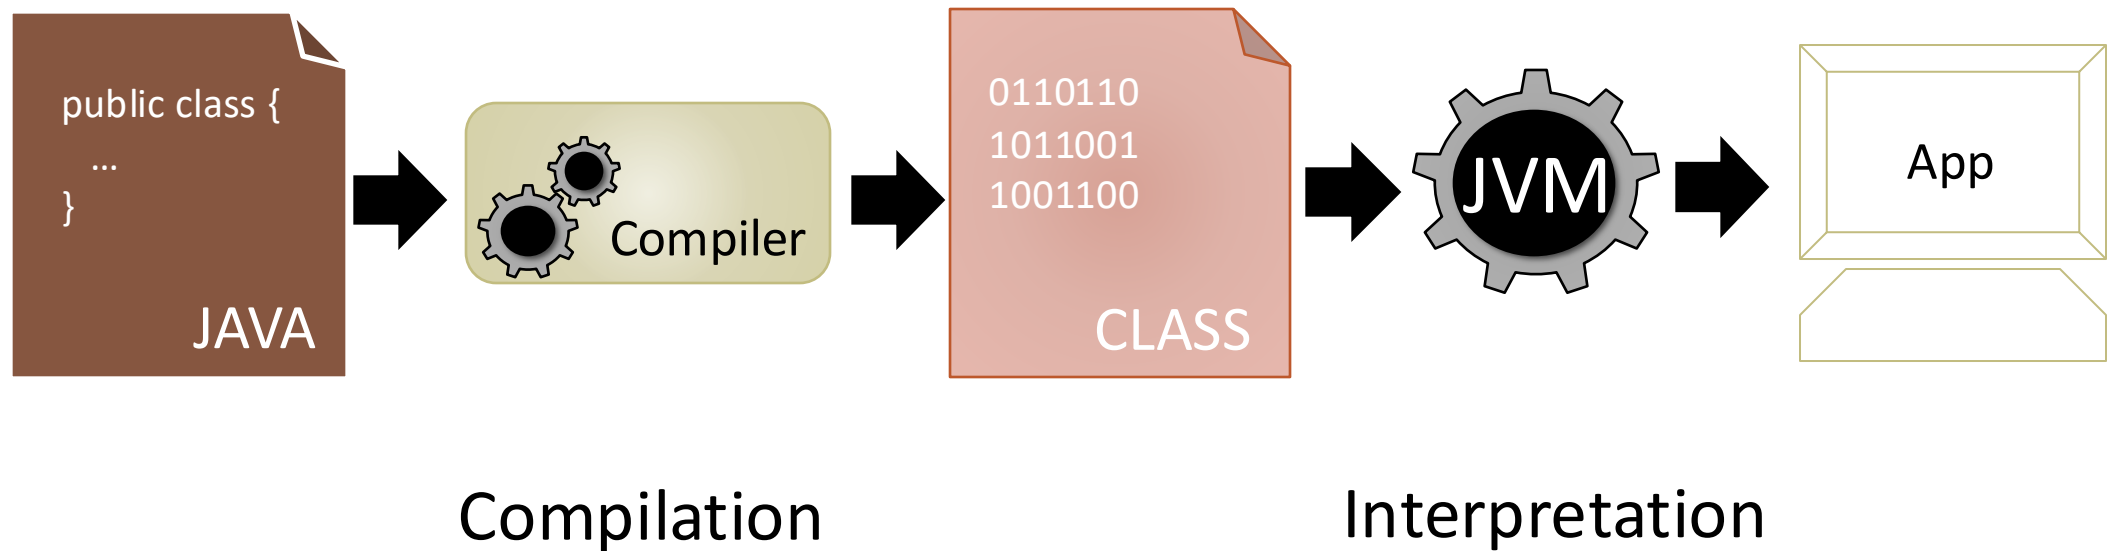 public class {
...
}
JAVA
Compiler
0110110
1011001
1001100
CLASS
JVM
App
Compilation
Interpretation